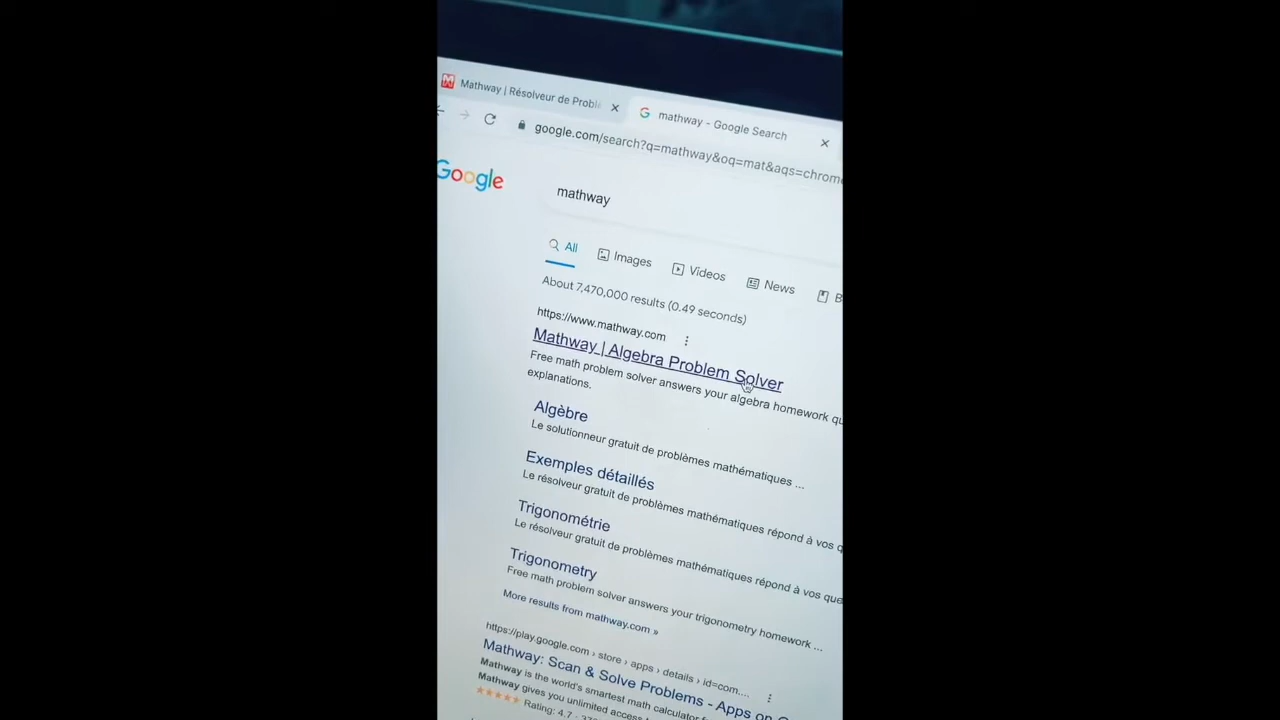 Mathway | Résolveur de Probl
mathway - Google Search
google.com/search?q=mathway&oq=mat&aqs=chrome
Google
mathway
All Images Videos News B
About 7,470,000 results (0.49 seconds)
https://www.mathway.com
Mathway | Algebra Problem Solver
Free math problem solver answers your algebra homework qu
explanations.
Algèbre
Le solutionneur gratuit de problèmes mathématiques ...
Exemples détaillés
Le résolveur gratuit de problèmes mathématiques répond à vos q
Trigonométrie
Le résolveur gratuit de problèmes mathématiques répond à vos que
Trigonometry
Free math problem solver answers your trigonometry homework ...
More results from mathway.com »
https://play.google.com › store › apps › details › id=com....
Mathway: Scan & Solve Problems - Apps on G
Mathway is the world's smartest math calculator f
Mathway gives you unlimited access t
Rating: 4.7